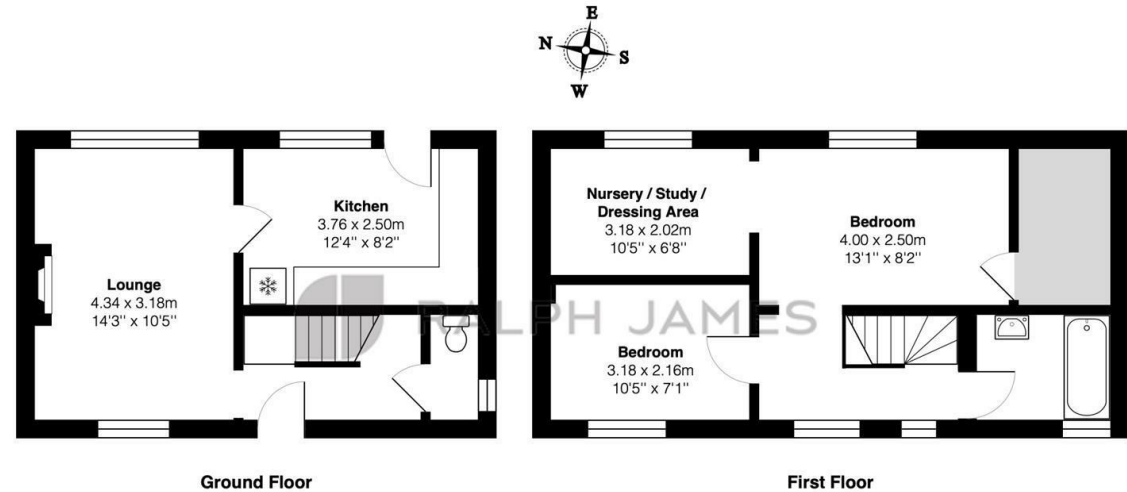 E
N
S
W
Kitchen
3.76 x 2.50m
12'4'' x 8'2''
Lounge
4.34 x 3.18m
14'3'' x 10'5''
Nursery / Study /
Dressing Area
3.18 x 2.02m
10'5'' x 6'8''
Bedroom
4.00 x 2.50m
13'1'' x 8'2''
RALPH JAMES
Bedroom
3.18 x 2.16m
10'5'' x 7'1''
Ground Floor
First Floor